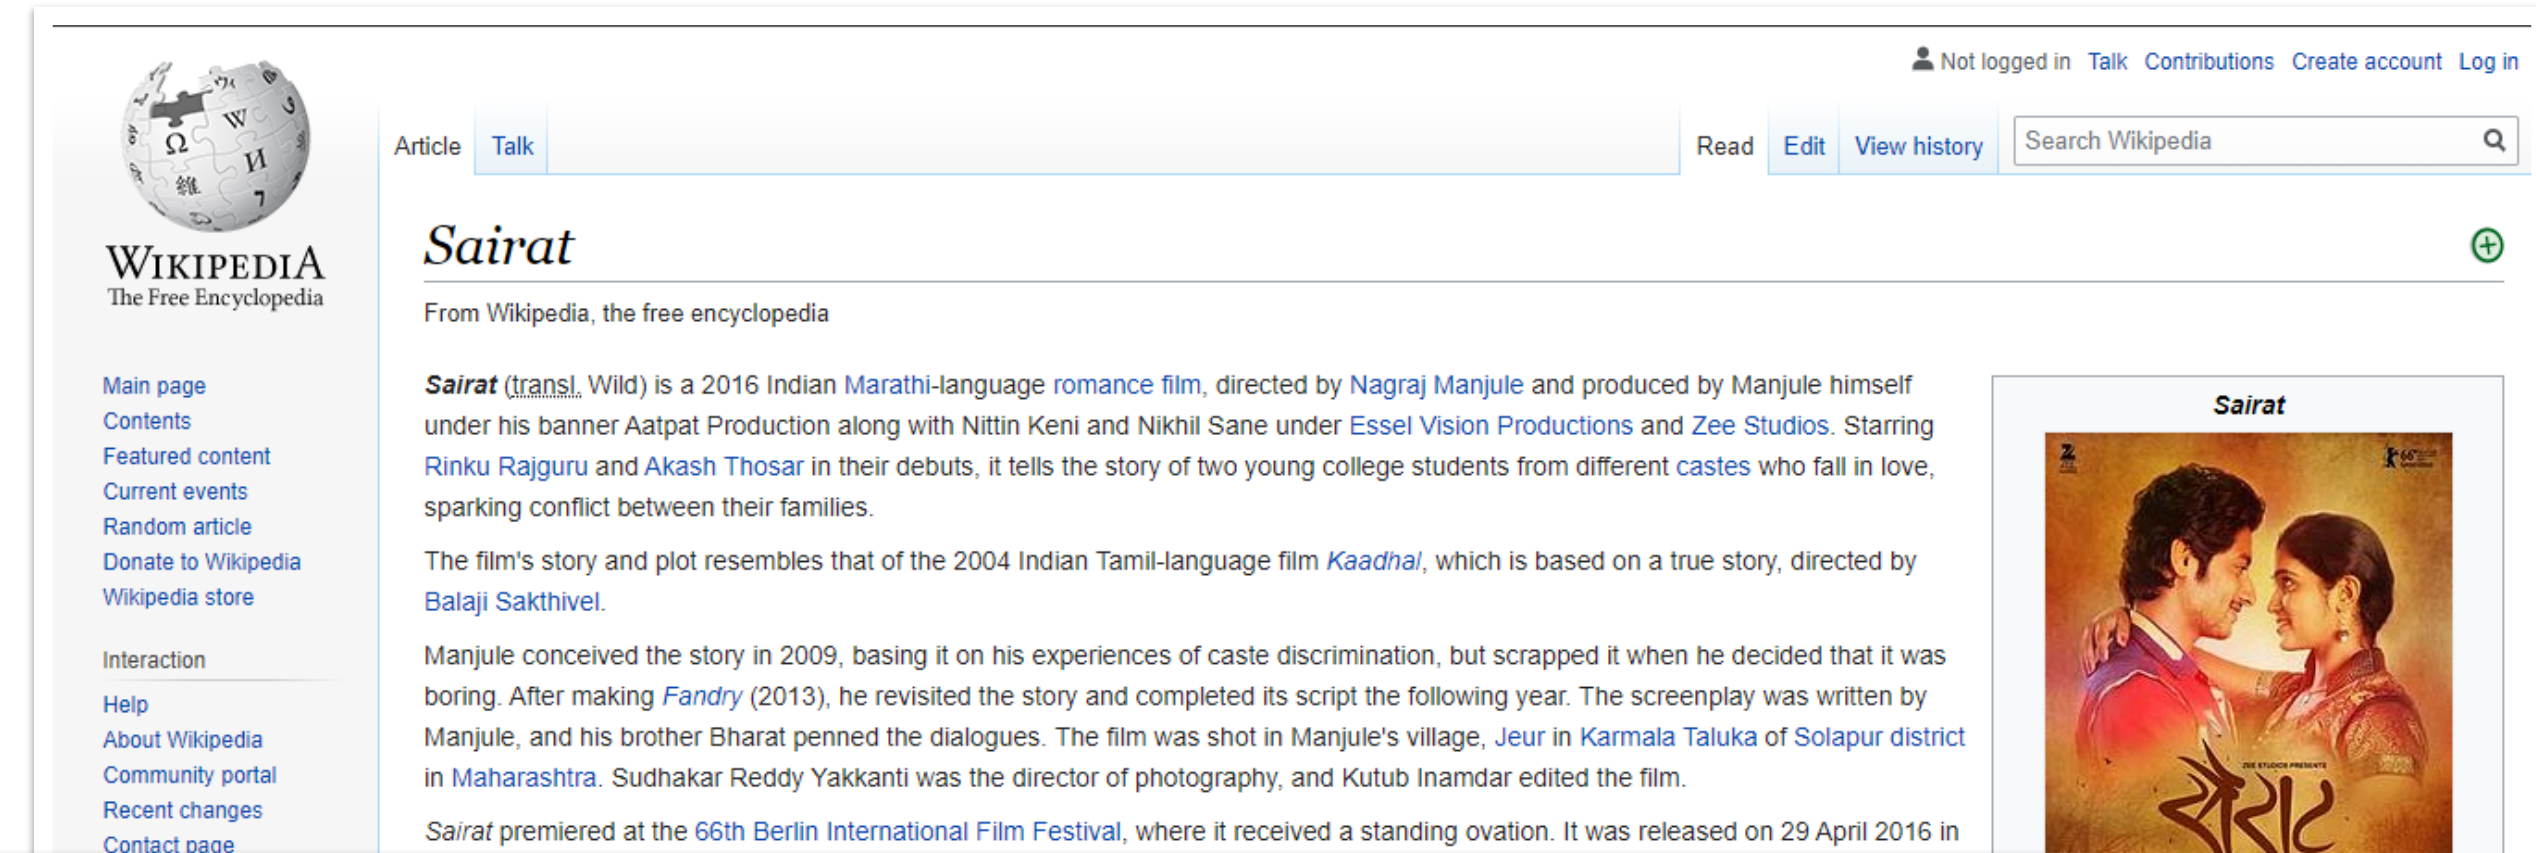 Not logged in Talk Contributions Create account Log in
Article Talk Read Edit View history Search Wikipedia
WIKIPEDIA
The Free Encyclopedia
Main page
Contents
Featured content
Current events
Random article
Donate to Wikipedia
Wikipedia store
Interaction
Help
About Wikipedia
Community portal
Recent changes
Contact page
Sairat
From Wikipedia, the free encyclopedia
Sairat (transl. Wild) is a 2016 Indian Marathi-language romance film, directed by Nagraj Manjule and produced by Manjule himself
under his banner Aatpat Production along with Nittin Keni and Nikhil Sane under Essel Vision Productions and Zee Studios. Starring
Rinku Rajguru and Akash Thosar in their debuts, it tells the story of two young college students from different castes who fall in love,
sparking conflict between their families.
The film's story and plot resembles that of the 2004 Indian Tamil-language film Kaadhal, which is based on a true story, directed by
Balaji Sakthivel.
Manjule conceived the story in 2009, basing it on his experiences of caste discrimination, but scrapped it when he decided that it was
boring. After making Fandry (2013), he revisited the story and completed its script the following year. The screenplay was written by
Manjule, and his brother Bharat penned the dialogues. The film was shot in Manjule's village, Jeur in Karmala Taluka of Solapur district
in Maharashtra. Sudhakar Reddy Yakkanti was the director of photography, and Kutub Inamdar edited the film.
Sairat premiered at the 66th Berlin International Film Festival, where it received a standing ovation. It was released on 29 April 2016 in
Sairat
ZEE STUDIOS PRESENTS
सैराट